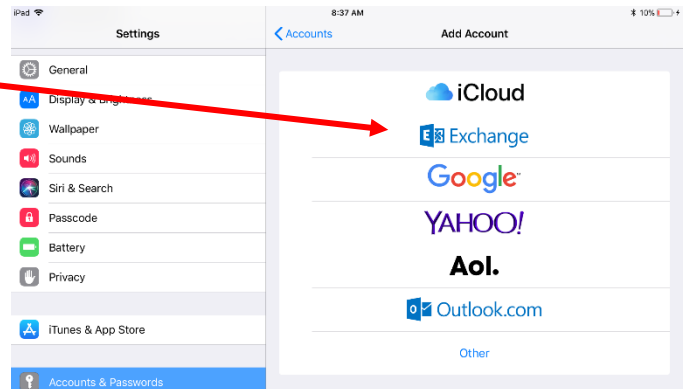 iPad 8:37 AM 10%
Settings
Accounts Add Account
General
AA Display & Brightness
Wallpaper
Sounds
Siri & Search
Passcode
Battery
Privacy
iTunes & App Store
Accounts & Passwords
iCloud
E Exchange
Google
YAHOO!
Aol.
o Outlook.com
Other